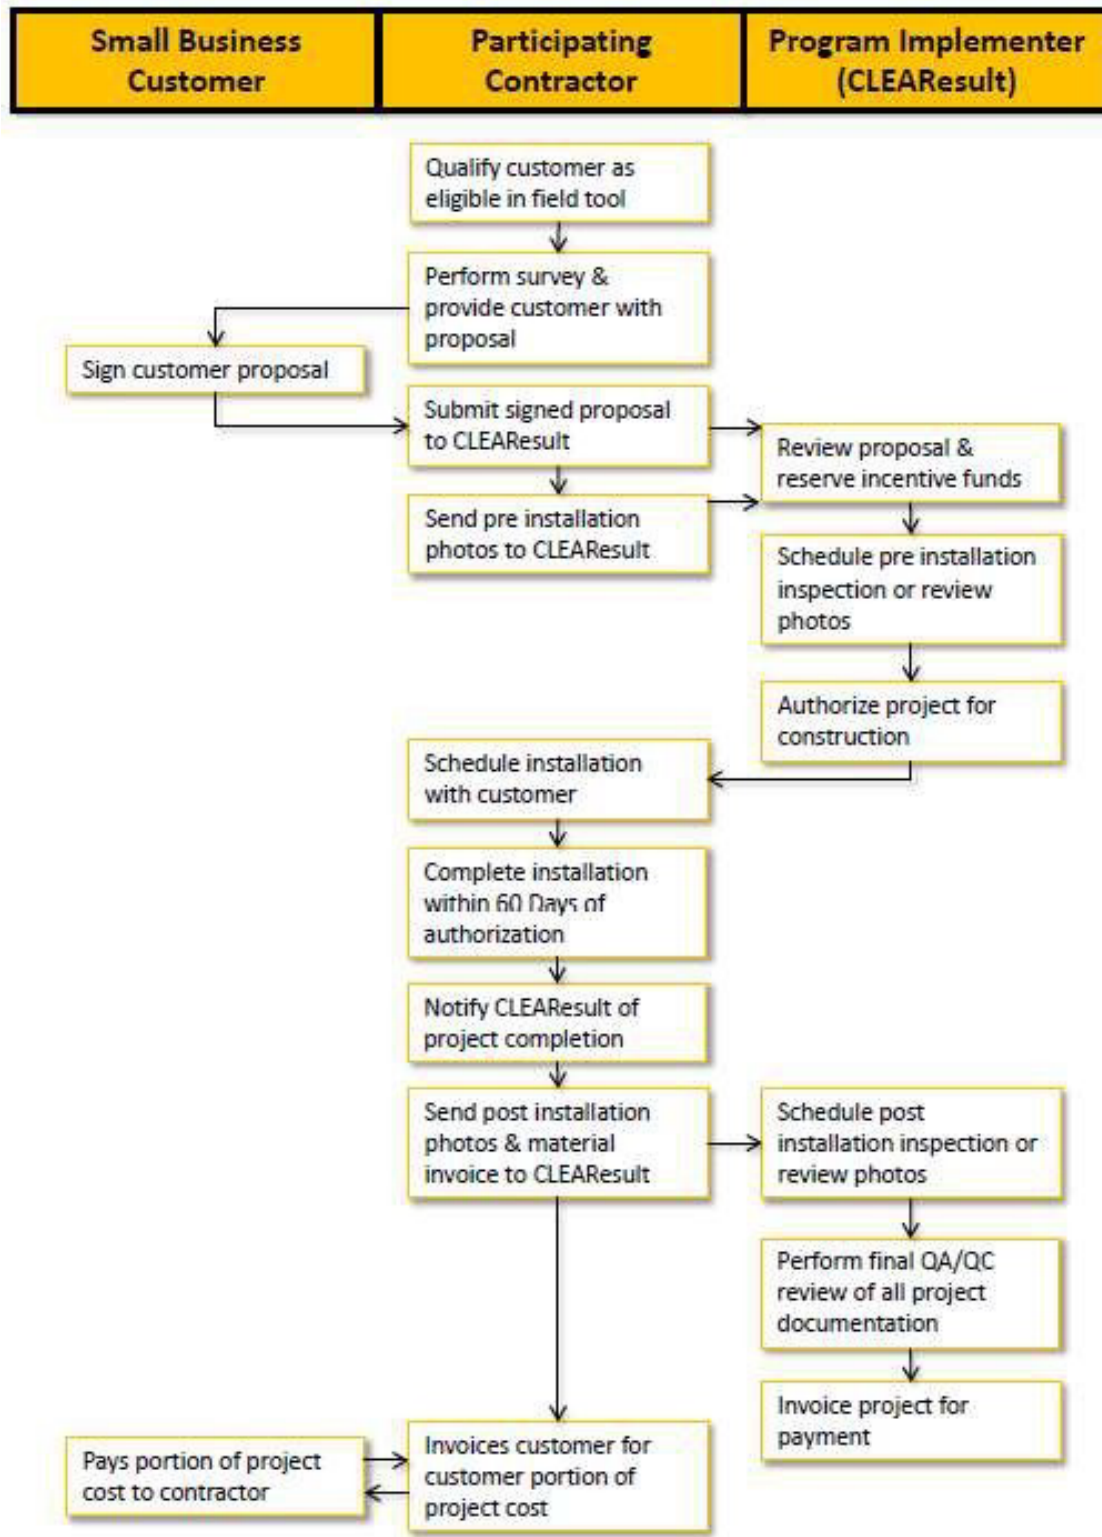 Small Business
Customer
Participating
Contractor
Program Implementer
(CLEAResult)
Qualify customer as
eligible in field tool
Perform survey &
provide customer with
proposal
Sign customer proposal
Submit signed proposal
to CLEAResult
Review proposal &
reserve incentive funds
Send pre installation
photos to CLEAResult
Schedule pre installation
inspection or review
photos
Authorize project for
construction
Schedule installation
with customer
Complete installation
within 60 Days of
authorization
Notify CLEAResult of
project completion
Send post installation
photos & material
invoice to CLEAResult
Schedule post
installation inspection or
review photos
Perform final QA/QC
review of all project
documentation
Invoice project for
payment
Invoices customer for
customer portion of
project cost
Pays portion of project
cost to contractor